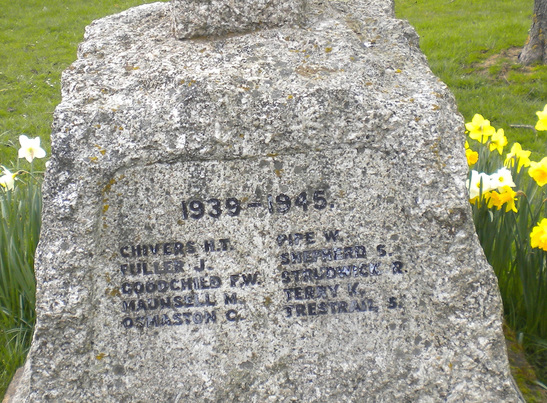 1939-1945.
CHIVERS H.T.
FULLER J.
GOODCHILD F.W.
MAUNSELL M.
OSMASTON C.
PIPE W.
SHEPHERD S.
STRUDWICK R.
TERRY K.
TRESTRAIL S.